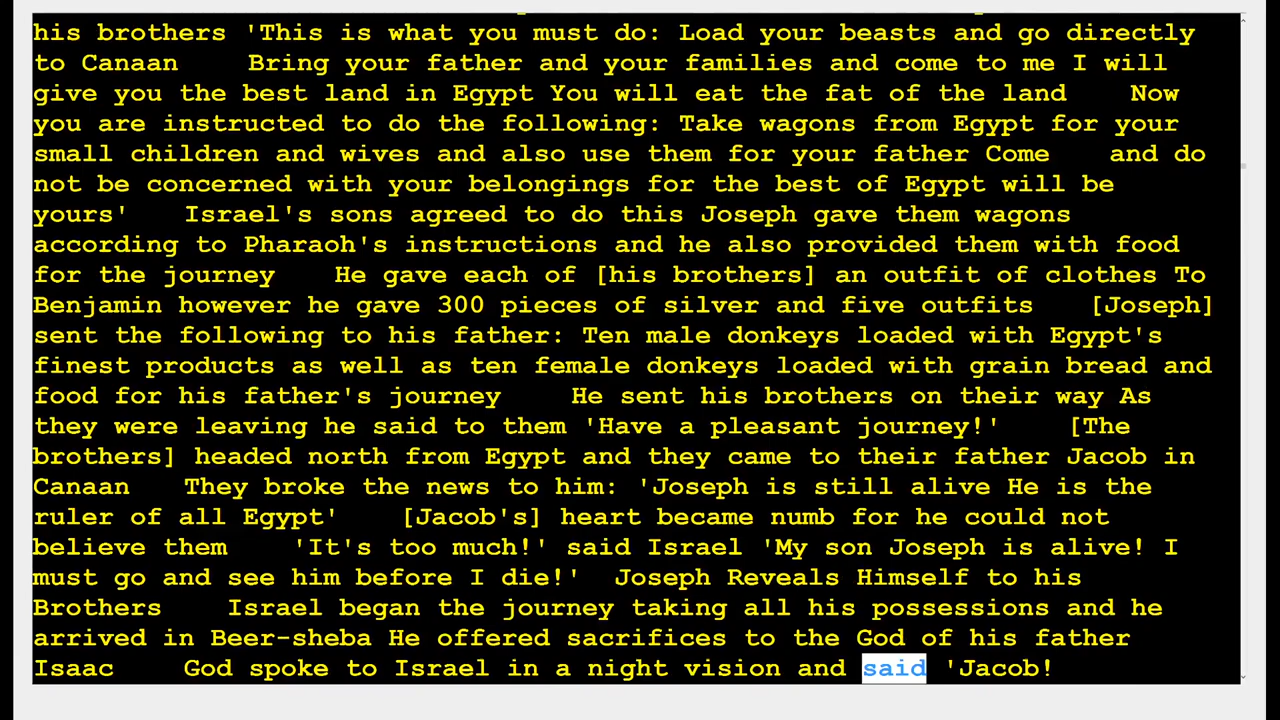 his brothers 'This is what you must do: Load your beasts and go directly
to Canaan Bring your father and your families and come to me I will
give you the best land in Egypt You will eat the fat of the land Now
you are instructed to do the following: Take wagons from Egypt for your
small children and wives and also use them for your father Come and do
not be concerned with your belongings for the best of Egypt will be
yours' Israel's sons agreed to do this Joseph gave them wagons
according to Pharaoh's instructions and he also provided them with food
for the journey He gave each of [his brothers] an outfit of clothes To
Benjamin however he gave 300 pieces of silver and five outfits [Joseph]
sent the following to his father: Ten male donkeys loaded with Egypt's
finest products as well as ten female donkeys loaded with grain bread and
food for his father's journey He sent his brothers on their way As
they were leaving he said to them 'Have a pleasant journey!' [The
brothers] headed north from Egypt and they came to their father Jacob in
Canaan They broke the news to him: 'Joseph is still alive He is the
ruler of all Egypt' [Jacob's] heart became numb for he could not
believe them 'It's too much!' said Israel 'My son Joseph is alive! I
must go and see him before I die!' Joseph Reveals Himself to his
Brothers Israel began the journey taking all his possessions and he
arrived in Beer-sheba He offered sacrifices to the God of his father
Isaac God spoke to Israel in a night vision and said 'Jacob!